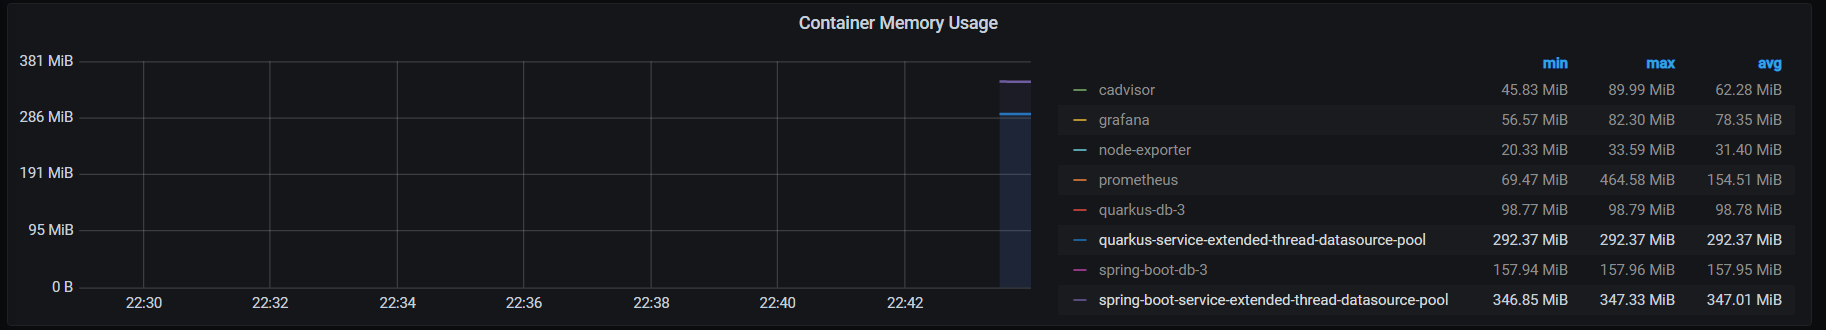 Container Memory Usage
381 MiB
286 MiB
191 MiB
95 MiB
0 B
22:30 22:32 22:34 22:36 22:38 22:40 22:42
min max avg
cadvisor 45.83 MiB 89.99 MiB 62.28 MiB
grafana 56.57 MiB 82.30 MiB 78.35 MiB
node-exporter 20.33 MiB 33.59 MiB 31.40 MiB
prometheus 69.47 MiB 464.58 MiB 154.51 MiB
quarkus-db-3 98.77 MiB 98.79 MiB 98.78 MiB
quarkus-service-extended-thread-datasource-pool 292.37 MiB 292.37 MiB 292.37 MiB
spring-boot-db-3 157.94 MiB 157.96 MiB 157.95 MiB
spring-boot-service-extended-thread-datasource-pool 346.85 MiB 347.33 MiB 347.01 MiB